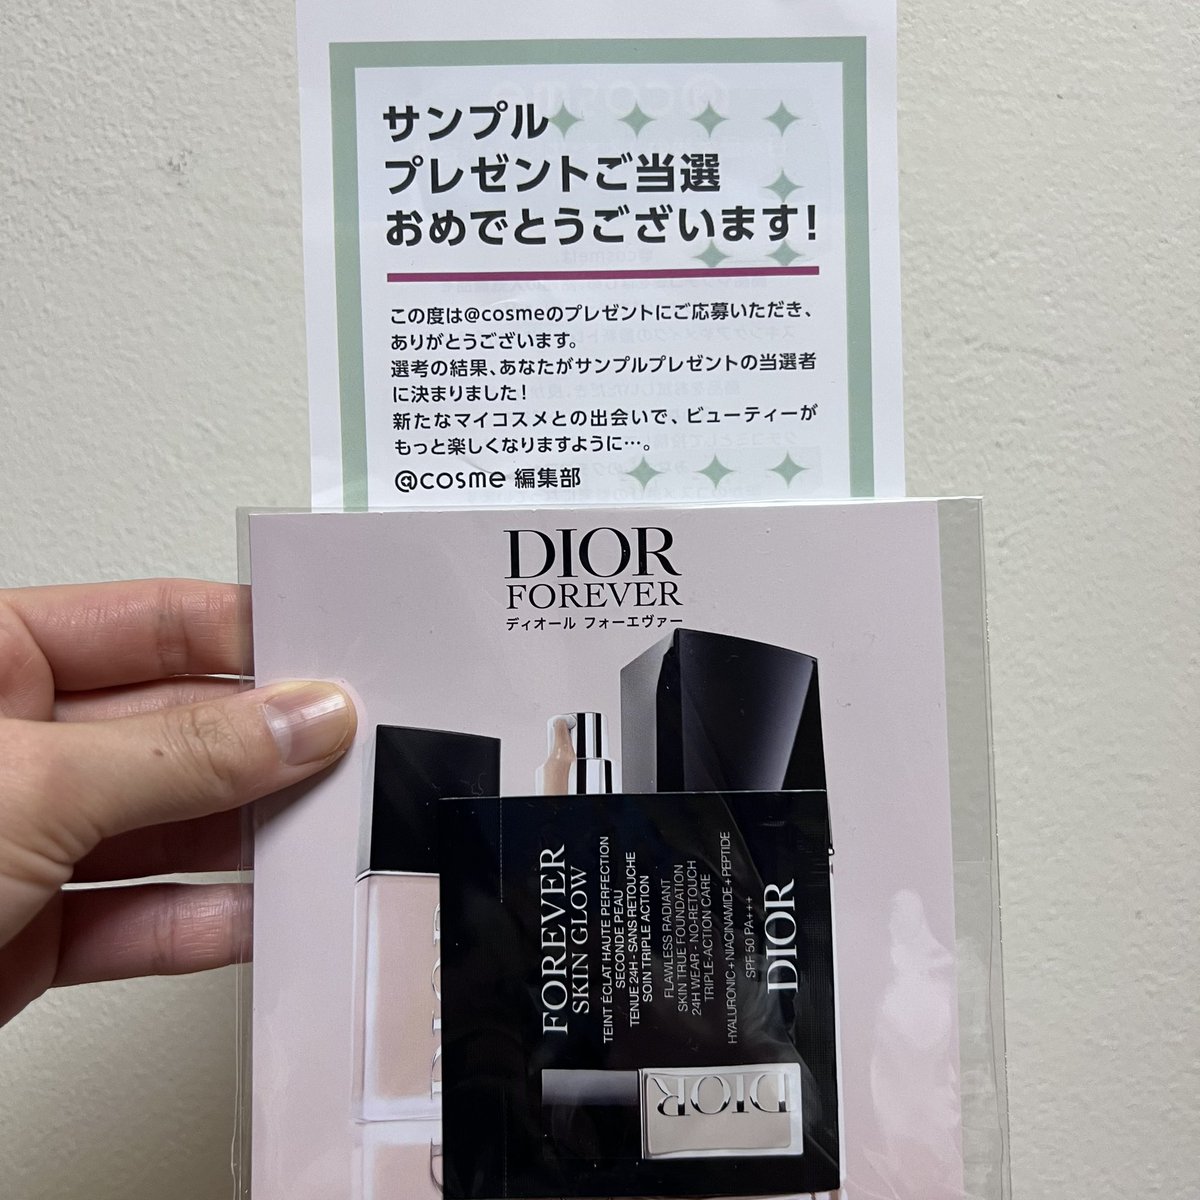 サンプル
プレゼントご当選
おめでとうございます!
この度は@cosmeのプレゼントにご応募いただき、
ありがとうございます。
選考の結果、あなたがサンプルプレゼントの当選者
に決まりました!
新たなマイコスメとの出会いで、ビューティーが
もっと楽しくなりますように…。
@cosme 編集部
DIOR
FOREVER
ディオール フォーエヴァー
FOREVER
SKIN GLOW
TEINT ÉCLAT HAUTE PERFECTION
SECONDE PEAU
TENUE 24H - SANS RETOUCHE
SOIN TRIPLE ACTION
FLAWLESS RADIANT
SKIN TRUE FOUNDATION
24H WEAR - NO-RETOUCH
TRIPLE-ACTION CARE
HYALURONIC + NIACINAMIDE + PEPTIDE
SPF 50 PA+++
DIOR
DIOR